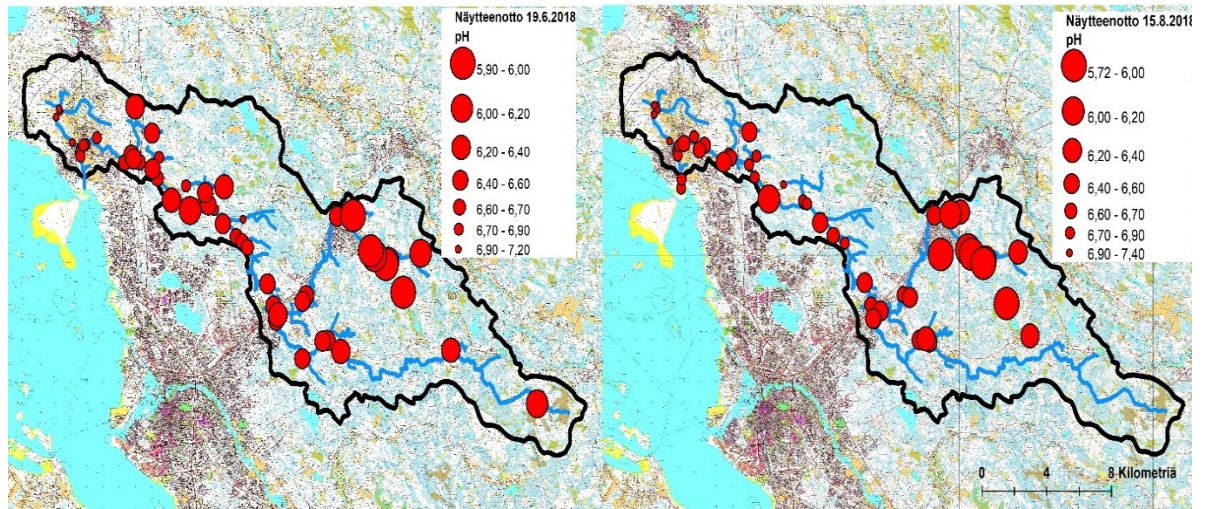 Näytteenotto 19.6.2018
pH
5,90 - 6,00
6,00 - 6,20
6,20 - 6,40
6,40 - 6,60
6,60 - 6,70
6,70 - 6,90
6,90 - 7,20
Näytteenotto 15.8.2018
pH
5,72 - 6,00
6,00 - 6,20
6,20 - 6,40
6,40 - 6,60
6,60 - 6,70
6,70 - 6,90
6,90 - 7,40
0 4 8 Kilometriä